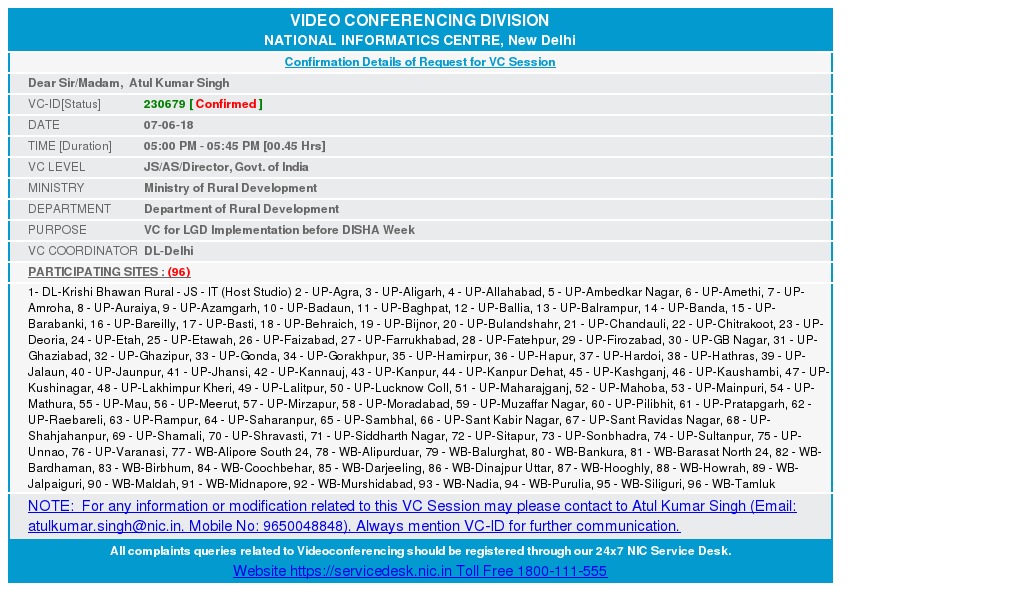 VIDEO CONFERENCING DIVISION
NATIONAL INFORMATICS CENTRE, New Delhi
Confirmation Details of Request for VC Session
Dear Sir/Madam,  Atul Kumar Singh
VC-ID[Status] 230679 [ Confirmed ]
DATE 07-06-18
TIME [Duration] 05:00 PM - 05:45 PM [00.45 Hrs]
VC LEVEL JS/AS/Director, Govt. of India
MINISTRY Ministry of Rural Development
DEPARTMENT Department of Rural Development
PURPOSE VC for LGD Implementation before DISHA Week
VC COORDINATOR DL-Delhi
PARTICIPATING SITES : (96)
1- DL-Krishi Bhawan Rural - JS - IT (Host Studio) 2 - UP-Agra, 3 - UP-Aligarh, 4 - UP-Allahabad, 5 - UP-Ambedkar Nagar, 6 - UP-Amethi, 7 - UP-
Amroha, 8 - UP-Auraiya, 9 - UP-Azamgarh, 10 - UP-Badaun, 11 - UP-Baghpat, 12 - UP-Ballia, 13 - UP-Balrampur, 14 - UP-Banda, 15 - UP-
Barabanki, 16 - UP-Bareilly, 17 - UP-Basti, 18 - UP-Behraich, 19 - UP-Bijnor, 20 - UP-Bulandshahr, 21 - UP-Chandauli, 22 - UP-Chitrakoot, 23 - UP-
Deoria, 24 - UP-Etah, 25 - UP-Etawah, 26 - UP-Faizabad, 27 - UP-Farrukhabad, 28 - UP-Fatehpur, 29 - UP-Firozabad, 30 - UP-GB Nagar, 31 - UP-
Ghaziabad, 32 - UP-Ghazipur, 33 - UP-Gonda, 34 - UP-Gorakhpur, 35 - UP-Hamirpur, 36 - UP-Hapur, 37 - UP-Hardoi, 38 - UP-Hathras, 39 - UP-
Jalaun, 40 - UP-Jaunpur, 41 - UP-Jhansi, 42 - UP-Kannauj, 43 - UP-Kanpur, 44 - UP-Kanpur Dehat, 45 - UP-Kashganj, 46 - UP-Kaushambi, 47 - UP-
Kushinagar, 48 - UP-Lakhimpur Kheri, 49 - UP-Lalitpur, 50 - UP-Lucknow Coll, 51 - UP-Maharajganj, 52 - UP-Mahoba, 53 - UP-Mainpuri, 54 - UP-
Mathura, 55 - UP-Mau, 56 - UP-Meerut, 57 - UP-Mirzapur, 58 - UP-Moradabad, 59 - UP-Muzaffar Nagar, 60 - UP-Pilibhit, 61 - UP-Pratapgarh, 62 -
UP-Raebareli, 63 - UP-Rampur, 64 - UP-Saharanpur, 65 - UP-Sambhal, 66 - UP-Sant Kabir Nagar, 67 - UP-Sant Ravidas Nagar, 68 - UP-
Shahjahanpur, 69 - UP-Shamali, 70 - UP-Shravasti, 71 - UP-Siddharth Nagar, 72 - UP-Sitapur, 73 - UP-Sonbhadra, 74 - UP-Sultanpur, 75 - UP-
Unnao, 76 - UP-Varanasi, 77 - WB-Alipore South 24, 78 - WB-Alipurduar, 79 - WB-Balurghat, 80 - WB-Bankura, 81 - WB-Barasat North 24, 82 - WB-
Bardhaman, 83 - WB-Birbhum, 84 - WB-Coochbehar, 85 - WB-Darjeeling, 86 - WB-Dinajpur Uttar, 87 - WB-Hooghly, 88 - WB-Howrah, 89 - WB-
Jalpaiguri, 90 - WB-Maldah, 91 - WB-Midnapore, 92 - WB-Murshidabad, 93 - WB-Nadia, 94 - WB-Purulia, 95 - WB-Siliguri, 96 - WB-Tamluk
NOTE:  For any information or modification related to this VC Session may please contact to Atul Kumar Singh (Email:
atulkumar.singh@nic.in, Mobile No: 9650048848). Always mention VC-ID for further communication.
All complaints queries related to Videoconferencing should be registered through our 24x7 NIC Service Desk.
Website https://servicedesk.nic.in Toll Free 1800-111-555